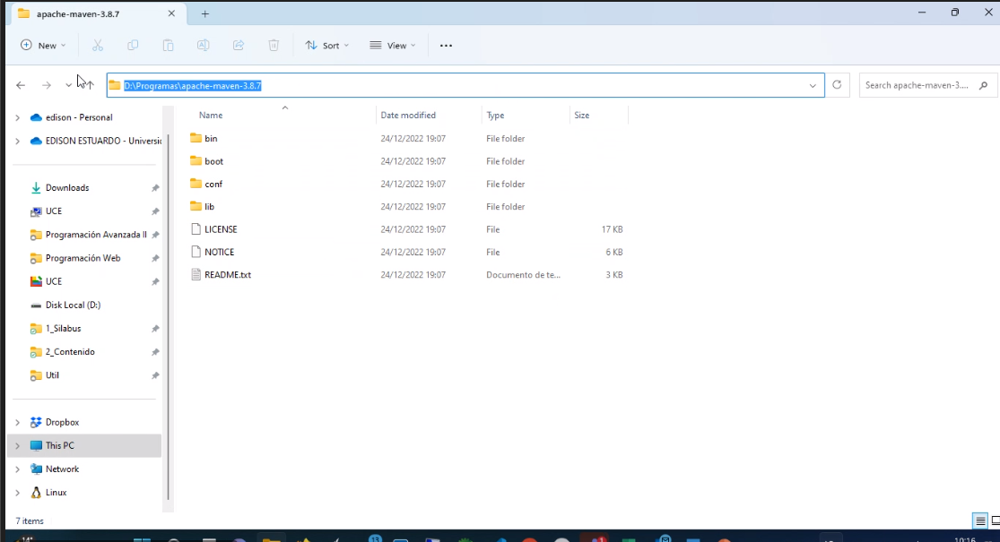 apache-maven-3.8.7
New
Sort
View
D:\Programas\apache-maven-3.8.7
Search apache-maven-3....
edison - Personal
EDISON ESTUARDO - Universi
Downloads
UCE
Programación Avanzada II
Programación Web
UCE
Disk Local (D:)
1_Silabus
2_Contenido
Util
Dropbox
This PC
Network
Linux
Name Date modified Type Size
bin 24/12/2022 19:07 File folder
boot 24/12/2022 19:07 File folder
conf 24/12/2022 19:07 File folder
lib 24/12/2022 19:07 File folder
LICENSE 24/12/2022 19:07 File 17 KB
NOTICE 24/12/2022 19:07 File 6 KB
README.txt 24/12/2022 19:07 Documento de te... 3 KB
7 items
14°
13
10:16